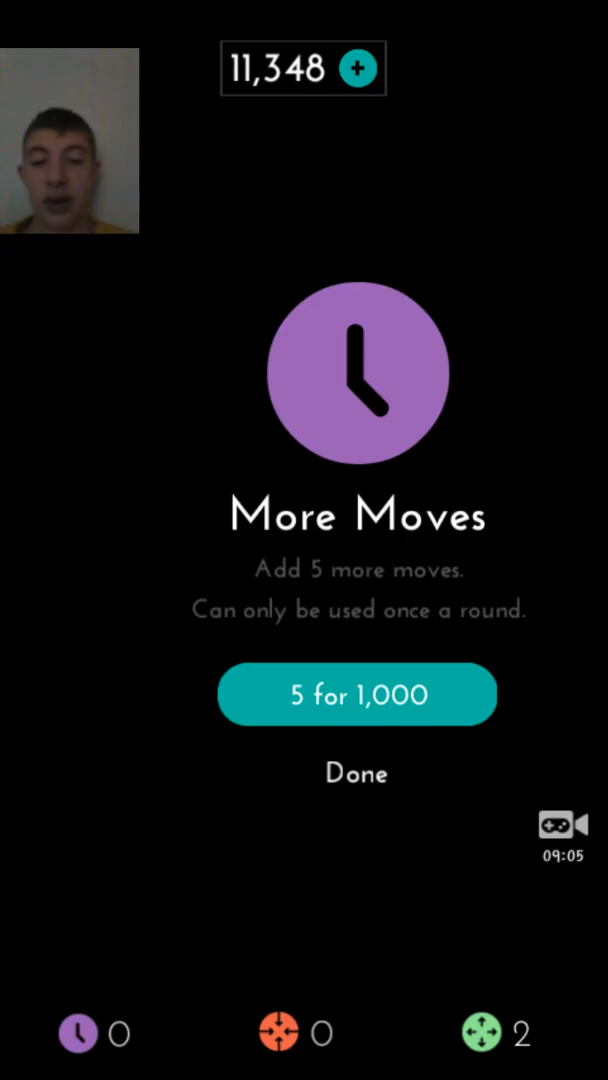 11,348
More Moves
Add 5 more moves.
Can only be used once a round.
5 for 1,000
Done
09:05
0 0 2